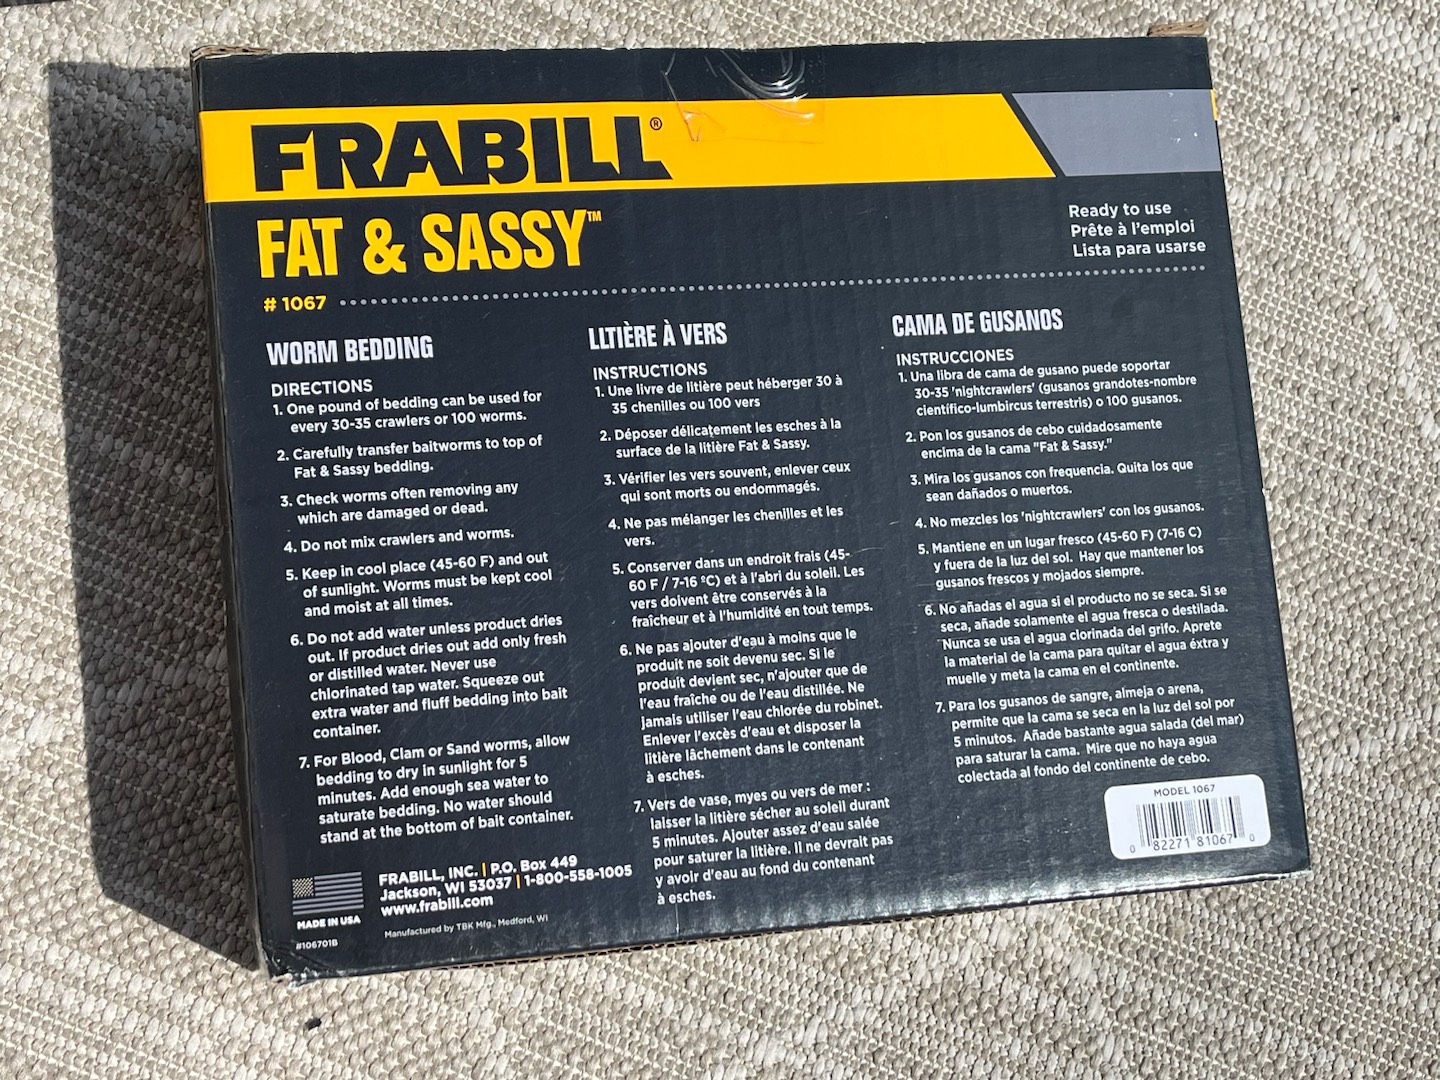 FRABILL®
FAT & SASSY™
# 1067
Ready to use
Prête à l'emploi
Lista para usarse
WORM BEDDING
DIRECTIONS
1. One pound of bedding can be used for
every 30-35 crawlers or 100 worms.
2. Carefully transfer baitworms to top of
Fat & Sassy bedding.
3. Check worms often removing any
which are damaged or dead.
4. Do not mix crawlers and worms.
5. Keep in cool place (45-60 F) and out
of sunlight. Worms must be kept cool
and moist at all times.
6. Do not add water unless product dries
out. If product dries out add only fresh
or distilled water. Never use
chlorinated tap water. Squeeze out
extra water and fluff bedding into bait
container.
7. For Blood, Clam or Sand worms, allow
bedding to dry in sunlight for 5
minutes. Add enough sea water to
saturate bedding. No water should
stand at the bottom of bait container.
LLTIÈRE À VERS
INSTRUCTIONS
1. Une livre de litière peut héberger 30 à
35 chenilles ou 100 vers
2. Déposer délicatement les esches à la
surface de la litière Fat & Sassy.
3. Vérifier les vers souvent, enlever ceux
qui sont morts ou endommagés.
4. Ne pas mélanger les chenilles et les
vers.
5. Conserver dans un endroit frais (45-
60 F / 7-16 ºC) et à l'abri du soleil. Les
vers doivent être conservés à la
fraîcheur et à l'humidité en tout temps.
6. Ne pas ajouter d'eau à moins que le
produit ne soit devenu sec. Si le
produit devient sec, n'ajouter que de
l'eau fraîche ou de l'eau distillée. Ne
jamais utiliser l'eau chlorée du robinet.
Enlever l'excès d'eau et disposer la
litière lâchement dans le contenant
à esches.
7. Vers de vase, myes ou vers de mer :
laisser la litière sécher au soleil durant
5 minutes. Ajouter assez d'eau salée
pour saturer la litière. Il ne devrait pas
y avoir d'eau au fond du contenant
à esches.
CAMA DE GUSANOS
INSTRUCCIONES
1. Una libra de cama de gusano puede soportar
30-35 'nightcrawlers' (gusanos grandotes-nombre
científico-lumbircus terrestris) o 100 gusanos.
2. Pon los gusanos de cebo cuidadosamente
encima de la cama "Fat & Sassy."
3. Mira los gusanos con frequencia. Quita los que
sean dañados o muertos.
4. No mezcles los 'nightcrawlers' con los gusanos.
5. Mantiene en un lugar fresco (45-60 F) (7-16 C)
y fuera de la luz del sol. Hay que mantener los
gusanos frescos y mojados siempre.
6. No añadas el agua si el producto no se seca. Si se
seca, añade solamente el agua fresca o destilada.
Nunca se usa el agua clorinada del grifo. Aprete
la material de la cama para quitar el agua éxtra y
muelle y meta la cama en el continente.
7. Para los gusanos de sangre, almeja o arena,
permite que la cama se seca en la luz del sol por
5 minutos. Añade bastante agua salada (del mar)
para saturar la cama. Mire que no haya agua
colectada al fondo del continente de cebo.
MODEL 1067
0 82271 81067 0
MADE IN USA
#106701B
FRABILL, INC. | P.O. Box 449
Jackson, WI 53037 | 1-800-558-1005
www.frabill.com
Manufactured by TBK Mfg., Medford, WI